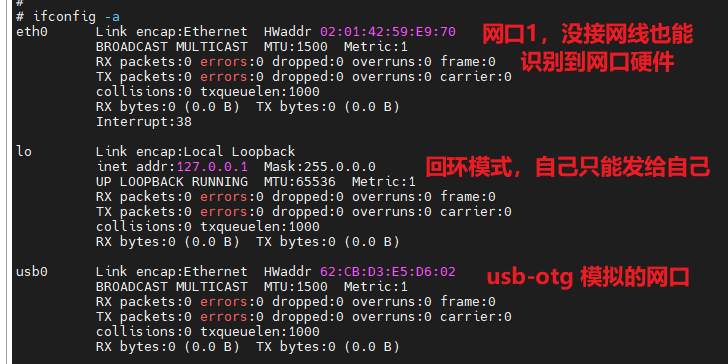 #
# ifconfig -a
eth0 Link encap:Ethernet HWaddr 02:01:42:59:E9:70
BROADCAST MULTICAST MTU:1500 Metric:1
RX packets:0 errors:0 dropped:0 overruns:0 frame:0
TX packets:0 errors:0 dropped:0 overruns:0 carrier:0
collisions:0 txqueuelen:1000
RX bytes:0 (0.0 B) TX bytes:0 (0.0 B)
Interrupt:38
网口1，没接网线也能
识别到网口硬件
lo Link encap:Local Loopback
inet addr:127.0.0.1 Mask:255.0.0.0
UP LOOPBACK RUNNING MTU:65536 Metric:1
RX packets:0 errors:0 dropped:0 overruns:0 frame:0
TX packets:0 errors:0 dropped:0 overruns:0 carrier:0
collisions:0 txqueuelen:1000
RX bytes:0 (0.0 B) TX bytes:0 (0.0 B)
回环模式，自己只能发给自己
usb0 Link encap:Ethernet HWaddr 62:CB:D3:E5:D6:02
BROADCAST MULTICAST MTU:1500 Metric:1
RX packets:0 errors:0 dropped:0 overruns:0 frame:0
TX packets:0 errors:0 dropped:0 overruns:0 carrier:0
collisions:0 txqueuelen:1000
RX bytes:0 (0.0 B) TX bytes:0 (0.0 B)
usb-otg 模拟的网口